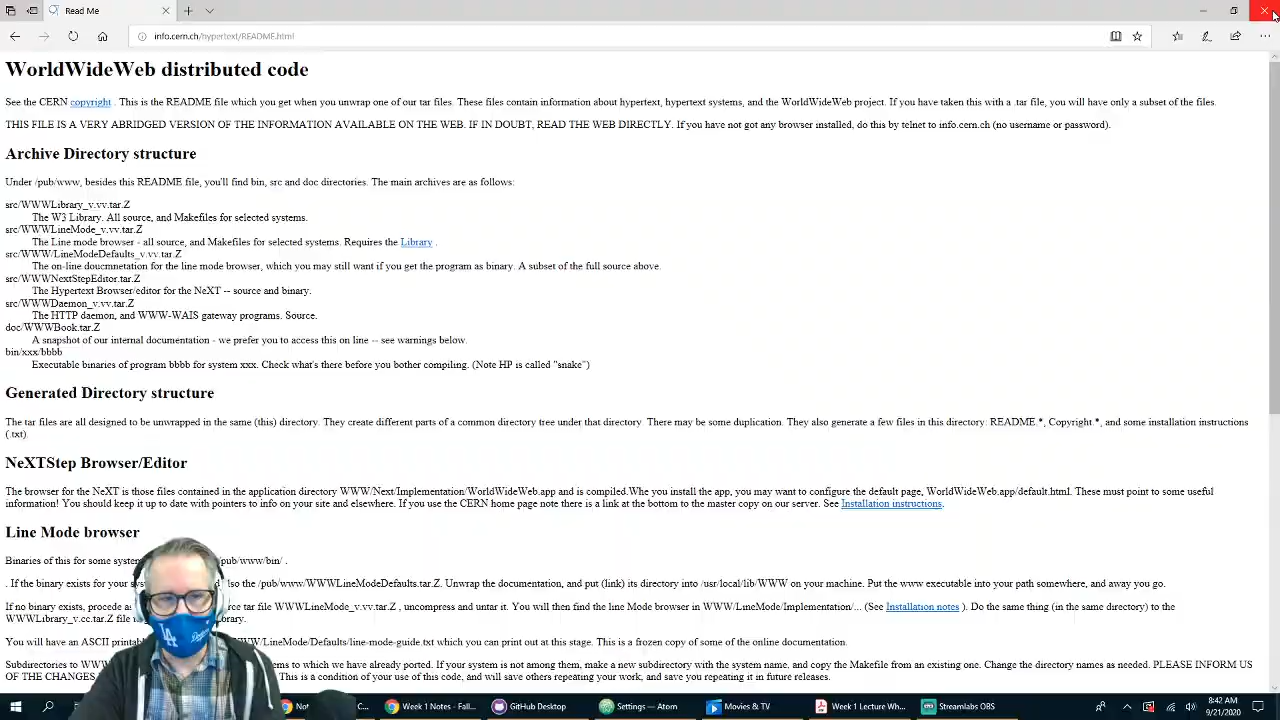 Read Me
info.cern.ch/hypertext/README.html
WorldWideWeb distributed code
See the CERN copyright . This is the README file which you get when you unwrap one of our tar files. These files contain information about hypertext, hypertext systems, and the WorldWideWeb project. If you have taken this with a .tar file, you will have only a subset of the files.
THIS FILE IS A VERY ABRIDGED VERSION OF THE INFORMATION AVAILABLE ON THE WEB. IF IN DOUBT, READ THE WEB DIRECTLY. If you have not got any browser installed, do this by telnet to info.cern.ch (no username or password).
Archive Directory structure
Under /pub/www, besides this README file, you'll find bin, src and doc directories. The main archives are as follows:
src/WWWLibrary_v.vv.tar.Z
The W3 Library. All source, and Makefiles for selected systems.
src/WWWLineMode_v.vv.tar.Z
The Line mode browser - all source, and Makefiles for selected systems. Requires the Library .
src/WWW/LineModeDefaults_v.vv.tar.Z
The on-line doucmnetation for the line mode browser, which you may still want if you get the program as binary. A subset of the full source above.
src/WWWNextStepEditor.tar.Z
The Hypertext Browser/editor for the NeXT -- source and binary.
src/WWWDaemon_v.vv.tar.Z
The HTTP daemon, and WWW-WAIS gateway programs. Source.
doc/WWWBook.tar.Z
A snapshot of our internal documentation - we prefer you to access this on line -- see warnings below.
bin/xxx/bbbb
Executable binaries of program bbbb for system xxx. Check what's there before you bother compiling. (Note HP is called "snake")
Generated Directory structure
The tar files are all designed to be unwrapped in the same (this) directory. They create different parts of a common directory tree under that directory There may be some duplication. They also generate a few files in this directory: README.*, Copyright.*, and some installation instructions
(.txt).
NeXTStep Browser/Editor
The browser for the NeXT is those files contained in the application directory WWW/Next/Implementation/WorldWideWeb.app and is compiled.Whe you install the app, you may want to configure the default page, WorldWideWeb.app/default.html. These must point to some useful
information! You should keep it up to date with pointers to info on your site and elsewhere. If you use the CERN home page note there is a link at the bottom to the master copy on our server. See Installation instructions.
Line Mode browser
Binaries of this for some system /pub/www/bin/ .
. If the binary exists for your sys lso the /pub/www/WWWLineModeDefaults.tar.Z. Unwrap the documentation, and put (link) its directory into /usr/local/lib/WWW on your machine. Put the www executable into your path somewhere, and away you go.
If no binary exists, procede as rce tar file WWWLineMode_v.vv.tar.Z , uncompress and untar it. You will then find the line Mode browser in WWW/LineMode/Implementation/... (See Installation notes ). Do the same thing (in the same directory) to the
WWWLibrary_v.cc.tar.Z file to brary.
You will have an ASCII printab WW/LineMode/Defaults/line-mode-guide.txt which you can print out at this stage. This is a frozen copy of some of the online documentation.
Subdirectories to WWW ems to which we have already ported. If your system is not among them, make a new subdirectory with the system name, and copy the Makefile from an existing one. Change the directory names as needed. PLEASE INFORM US
OF THE CHANGES This is a condition of your use of this code, and will save others repeating your work, and save you repeating it in future releases.
LA
Dodgers
No C... Week 1 Notes - Fall... GitHub Desktop Settings — Atom Movies & TV Week 1 Lecture Wh... Streamlabs OBS
8:42 AM
9/21/2020